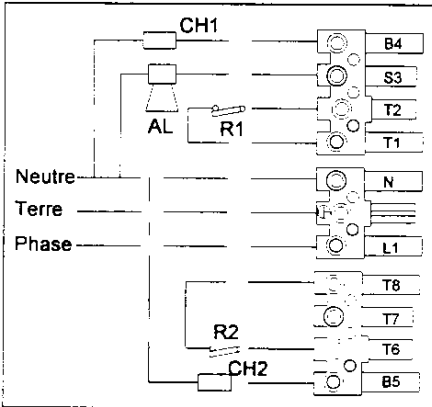 CH1
B4
S3
AL
R1
T2
T1
Neutre
N
Terre
Phase
L1
T8
T7
R2
T6
CH2
B5